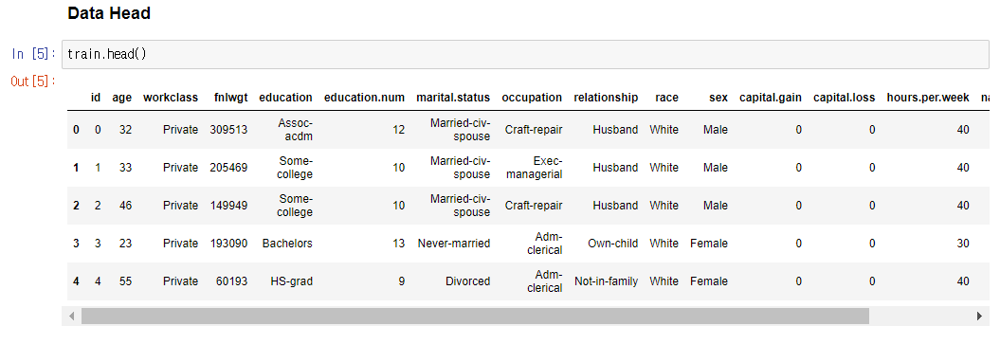 Data Head
In [5]: train.head()
Out[5]:
id age workclass fnlwgt education education.num marital.status occupation relationship race sex capital.gain capital.loss hours.per.week na
0 0 32 Private 309513 Assoc-acdm 12 Married-civ-spouse Craft-repair Husband White Male 0 0 40
1 1 33 Private 205469 Some-college 10 Married-civ-spouse Exec-managerial Husband White Male 0 0 40
2 2 46 Private 149949 Some-college 10 Married-civ-spouse Craft-repair Husband White Male 0 0 40
3 3 23 Private 193090 Bachelors 13 Never-married Adm-clerical Own-child White Female 0 0 30
4 4 55 Private 60193 HS-grad 9 Divorced Adm-clerical Not-in-family White Female 0 0 40